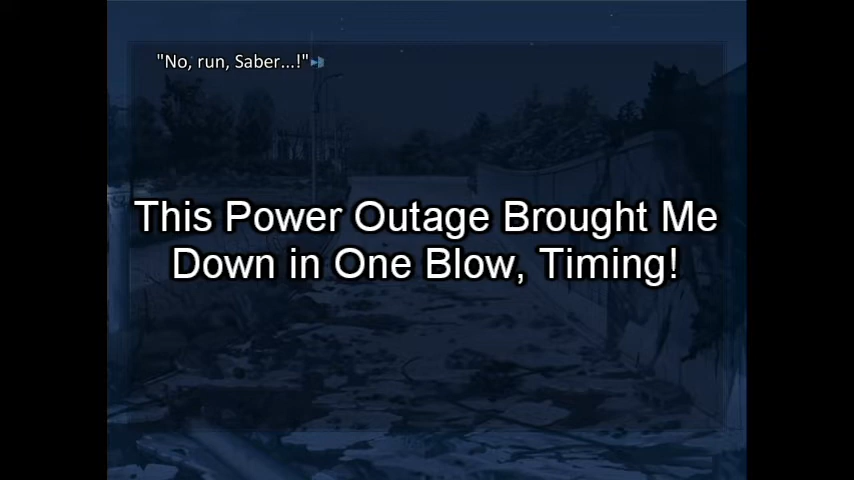 "No, run, Saber...!"
This Power Outage Brought Me
Down in One Blow, Timing!